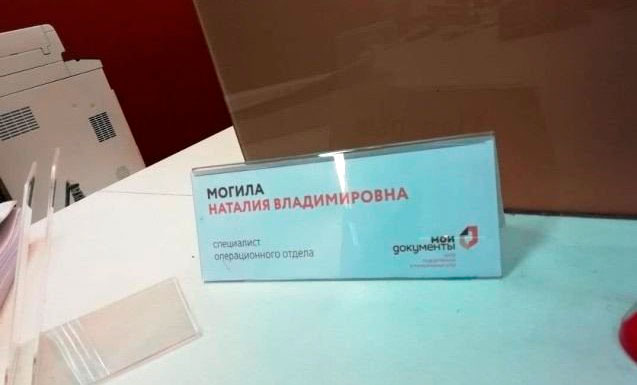 МОГИЛА
НАТАЛИЯ ВЛАДИМИРОВНА
специалист
операционного отдела
мои
документы